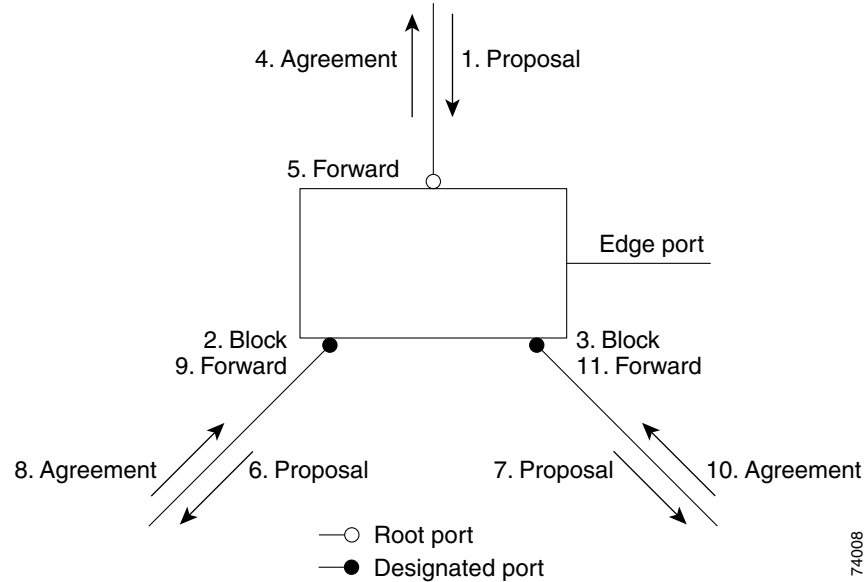 4. Agreement
1. Proposal
5. Forward
Edge port
2. Block
9. Forward
3. Block
11. Forward
8. Agreement
6. Proposal
7. Proposal
10. Agreement
Root port
Designated port
74008